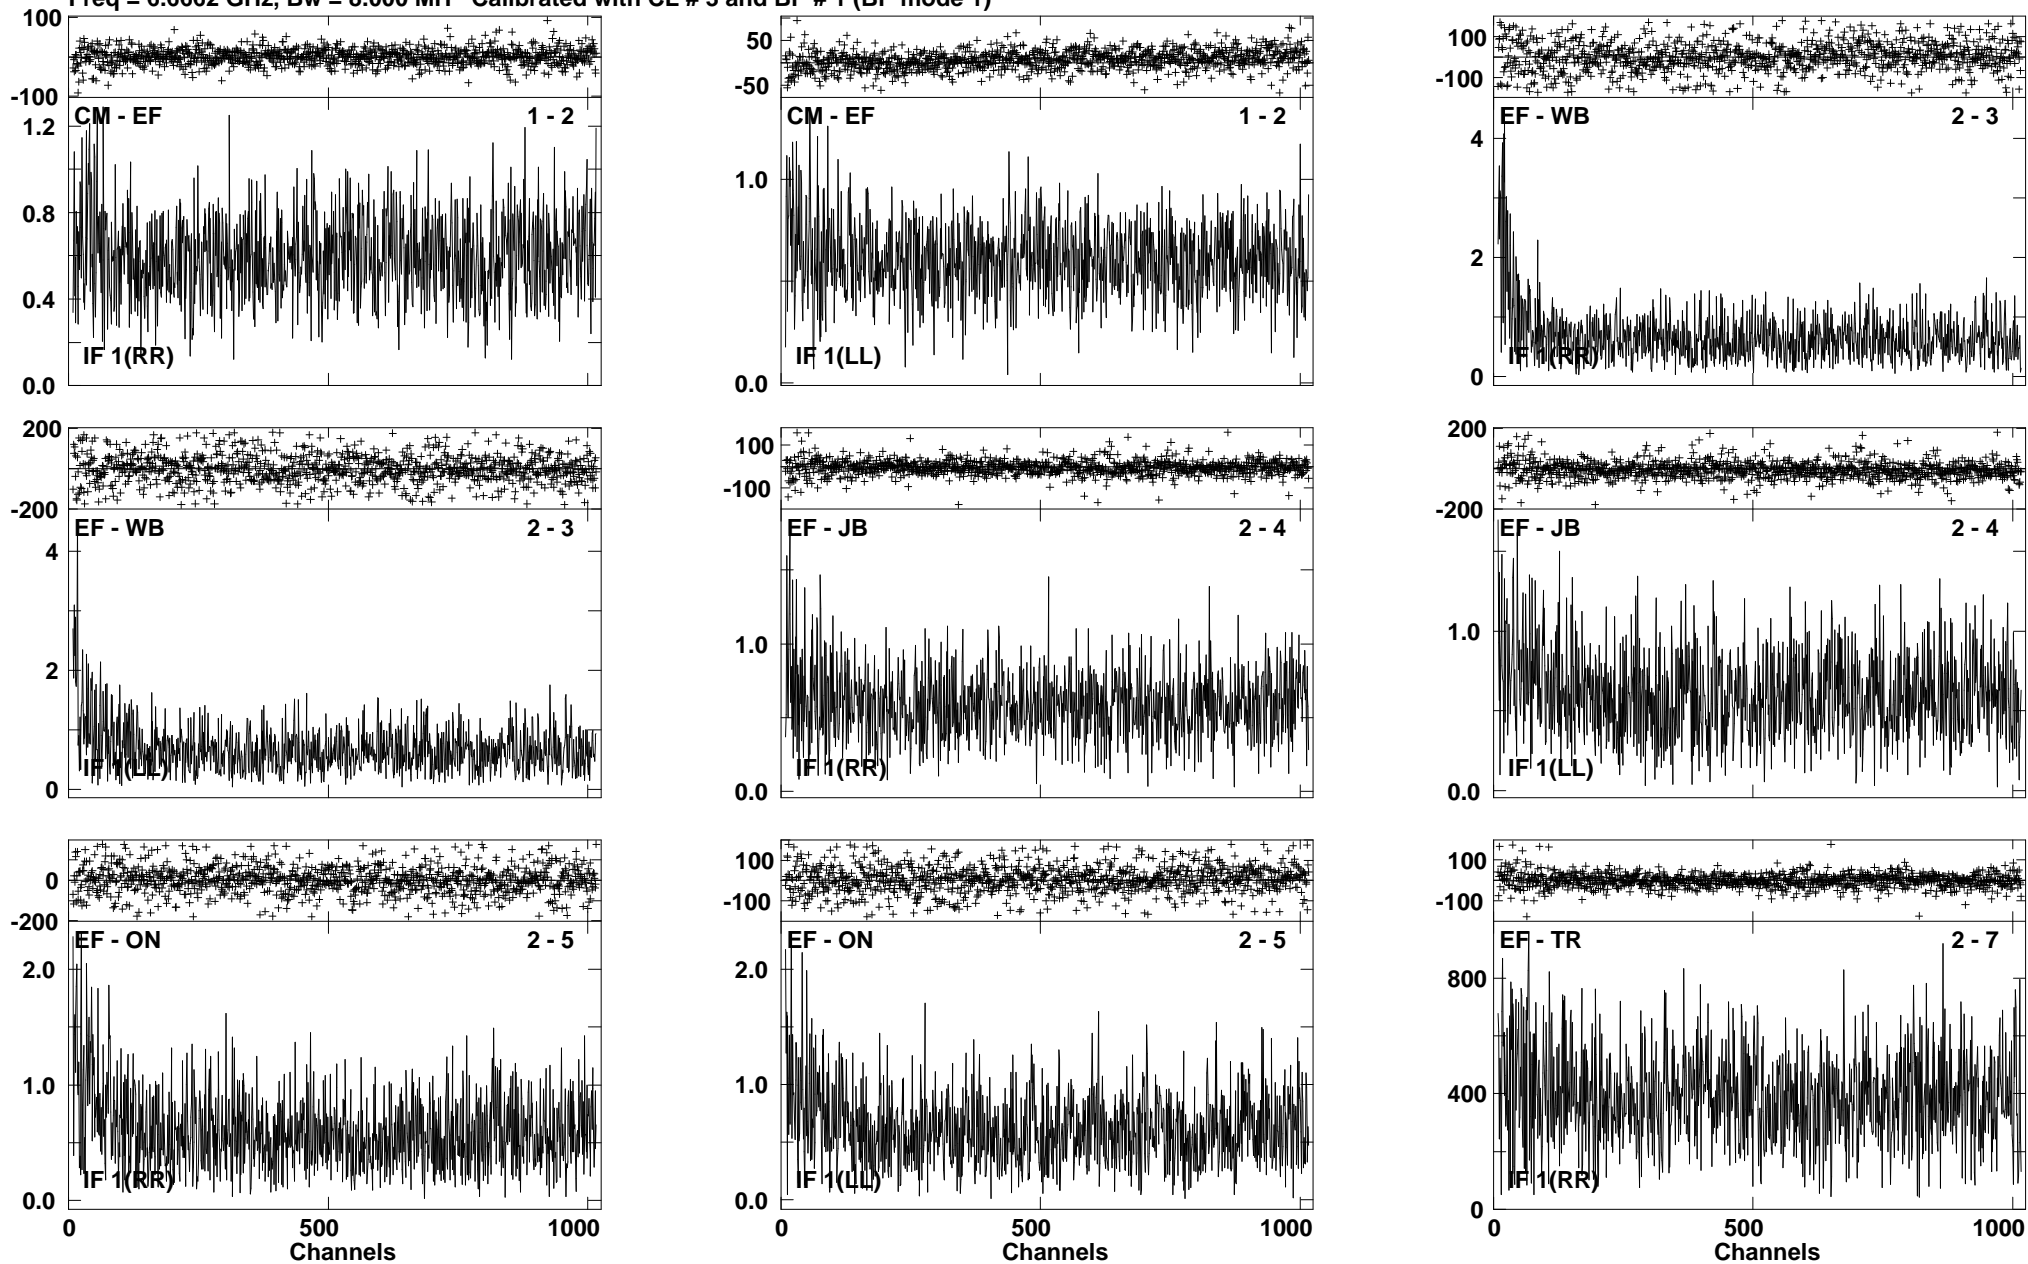 Freq = GHz, Bw = MH Calibrated with CL # 3 and BP # 1 (BP mode 1)
100
-100
CM - EF 1 - 2
1.2
0.8
0.4
0.0
IF 1(RR)
50
-50
CM - EF 1 - 2
1.0
0.0
IF 1(LL)
100
-100
EF - WB 2 - 3
4
2
0
IF 1(RR)
200
-200
EF - WB 2 - 3
4
2
0
IF 1(LL)
100
-100
EF - JB 2 - 4
1.0
0.0
IF 1(RR)
200
-200
EF - JB 2 - 4
1.0
0.0
IF 1(LL)
0
-200
EF - ON 2 - 5
2.0
1.0
0.0
IF 1(RR)
0 500 1000
Channels
100
-100
EF - ON 2 - 5
2.0
1.0
0.0
IF 1(LL)
0 500 1000
Channels
100
-100
EF - TR 2 - 7
800
400
0
IF 1(RR)
0 500 1000
Channels